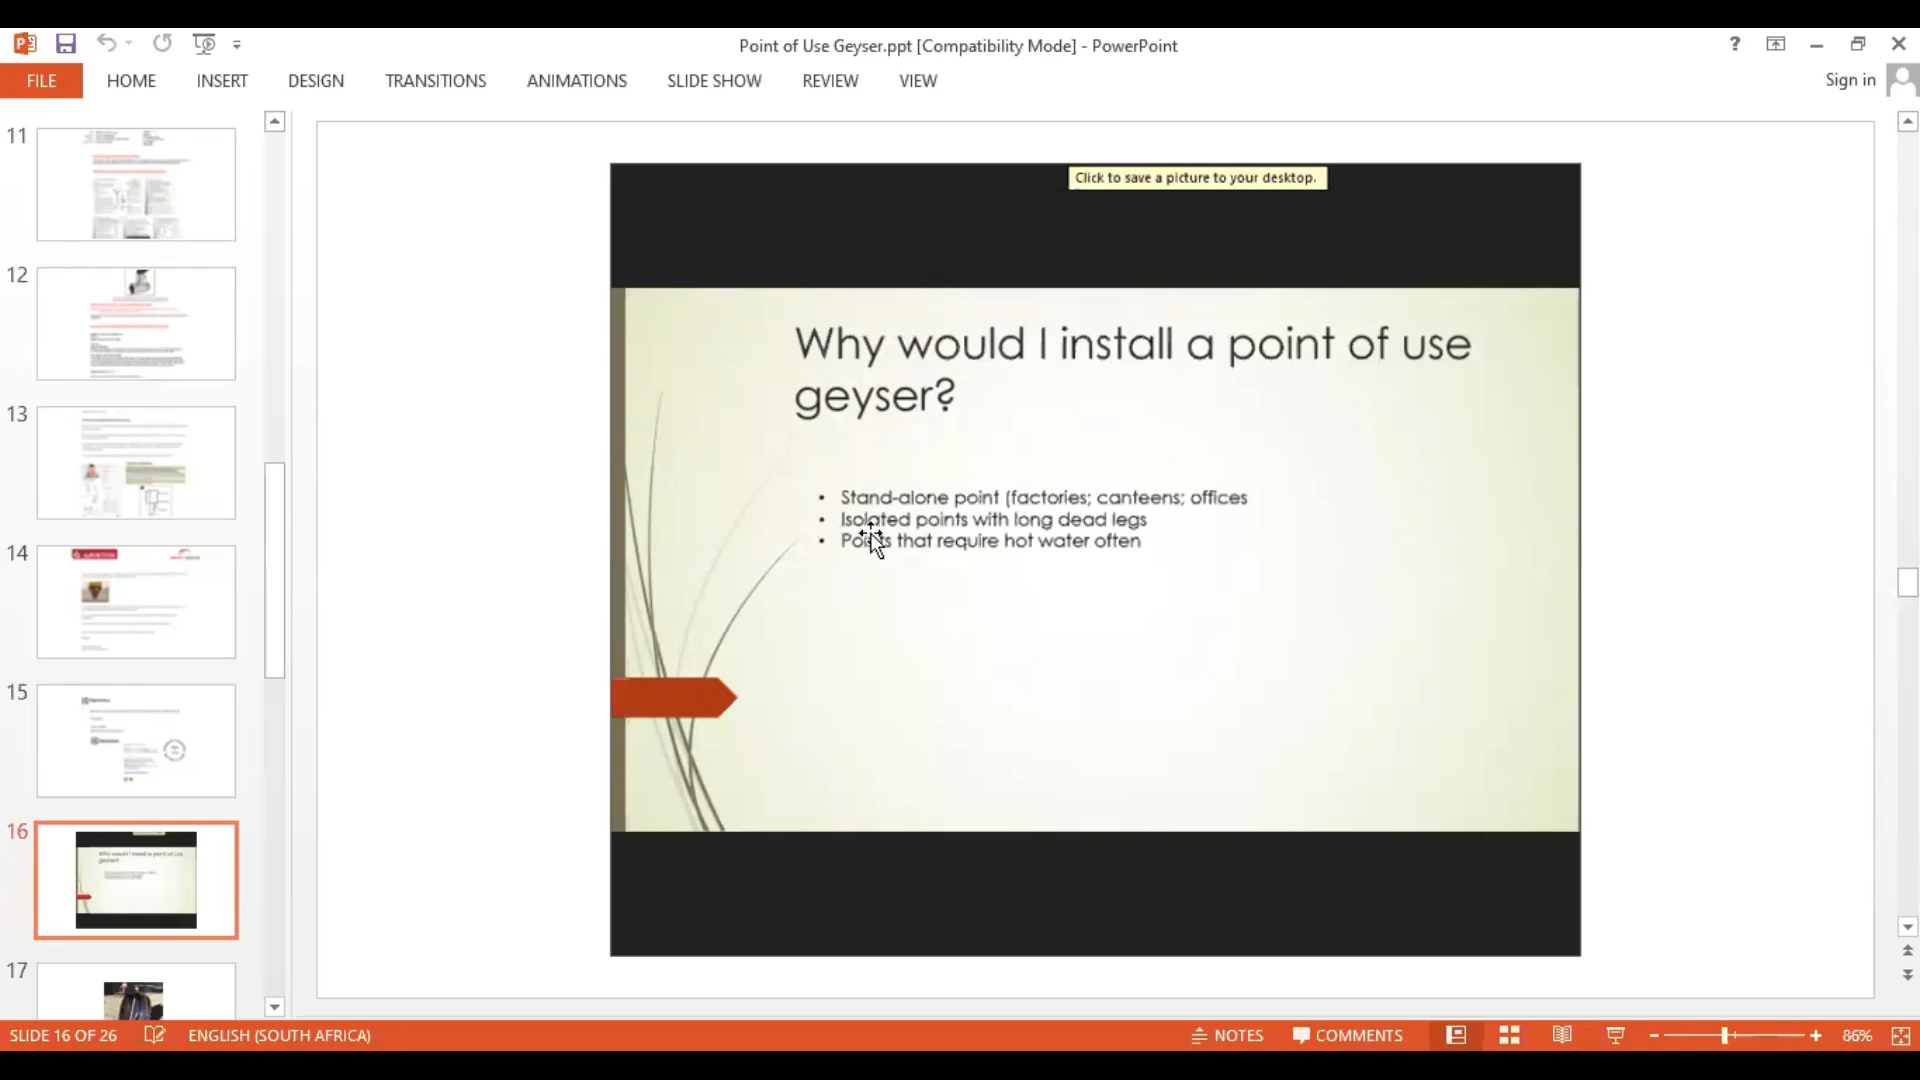 Point of Use Geyser.ppt [Compatibility Mode] - PowerPoint
?
FILE HOME INSERT DESIGN TRANSITIONS ANIMATIONS SLIDE SHOW REVIEW VIEW
Sign in
11
12
13
14
15
16
17
Click to save a picture to your desktop.
Why would I install a point of use
geyser?
• Stand-alone point (factories; canteens; offices
• Isolated points with long dead legs
• Points that require hot water often
SLIDE 16 OF 26 ENGLISH (SOUTH AFRICA) NOTES COMMENTS 86%